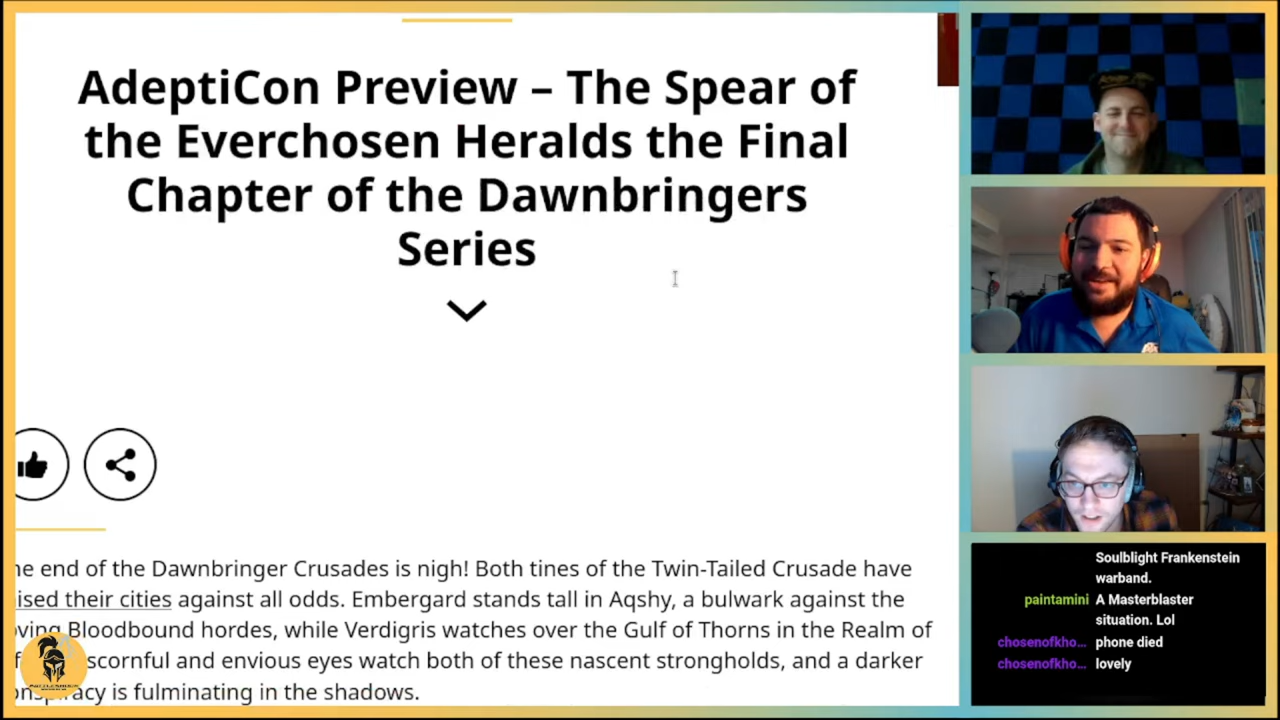 AdeptiCon Preview – The Spear of
the Everchosen Heralds the Final
Chapter of the Dawnbringers
Series
he end of the Dawnbringer Crusades is nigh! Both tines of the Twin-Tailed Crusade have
ised their cities against all odds. Embergard stands tall in Aqshy, a bulwark against the
oving Bloodbound hordes, while Verdigris watches over the Gulf of Thorns in the Realm of
scornful and envious eyes watch both of these nascent strongholds, and a darker
is fulminating in the shadows.
Soulblight Frankenstein
warband.
paintamini A Masterblaster
situation. Lol
chosenofkho… phone died
chosenofkho… lovely